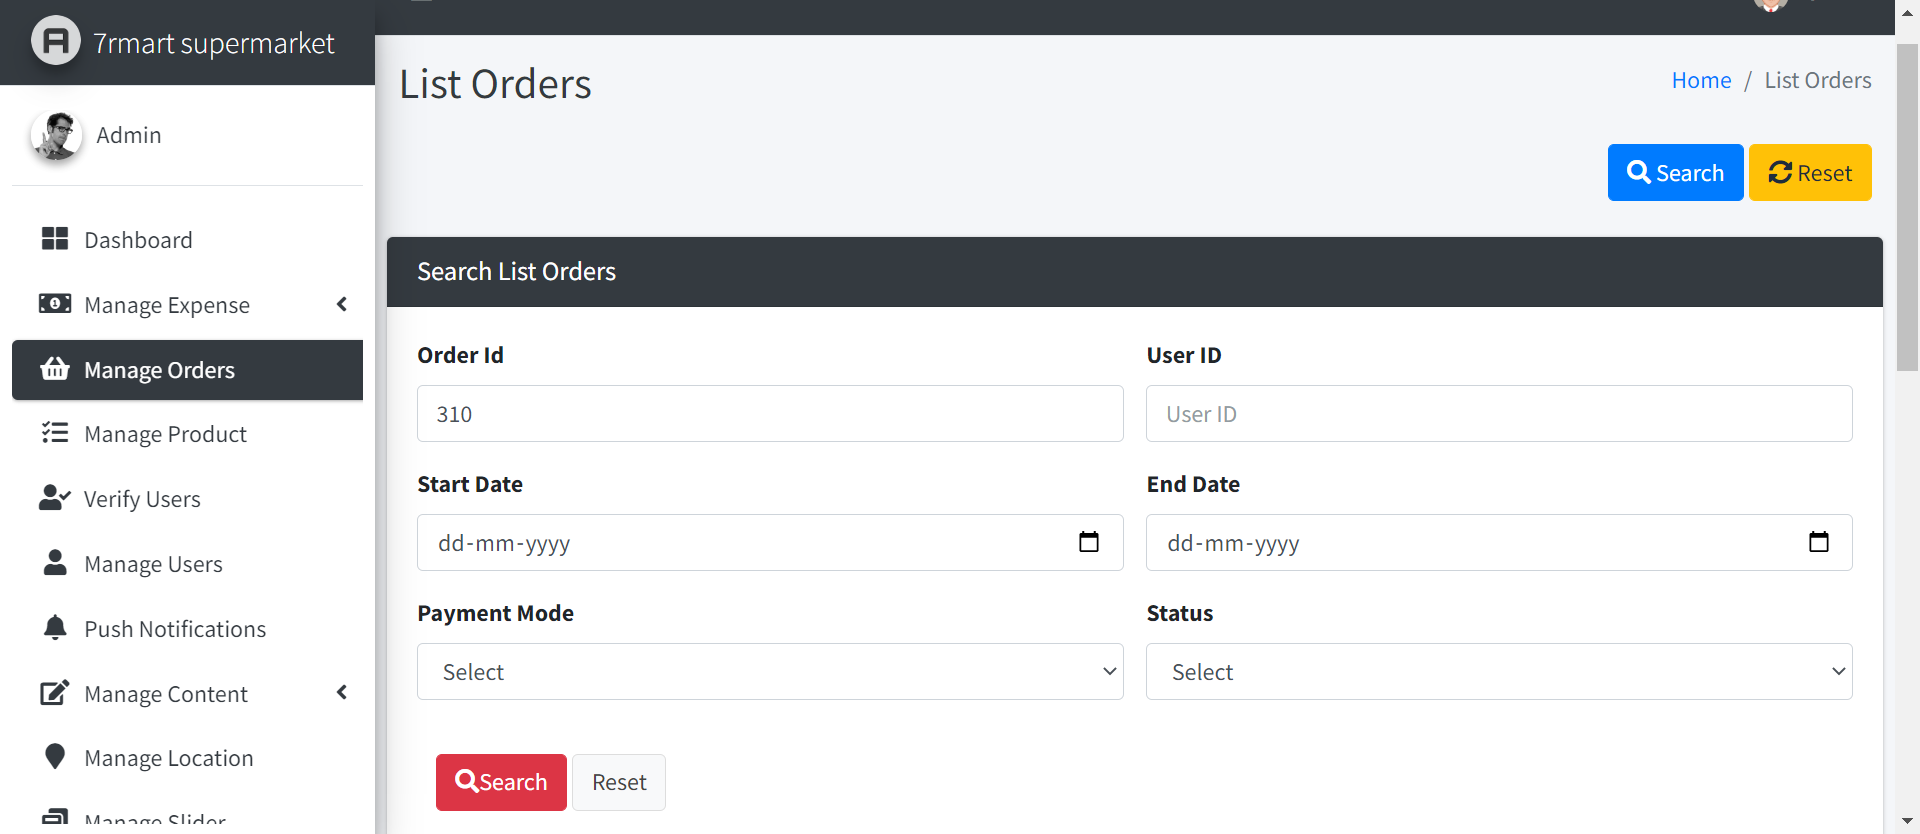 7rmart supermarket
Admin
Dashboard
Manage Expense
Manage Orders
Manage Product
Verify Users
Manage Users
Push Notifications
Manage Content
Manage Location
Manage Slider
List Orders
Home / List Orders
Search Reset
Search List Orders
Order Id User ID
310 User ID
Start Date End Date
dd-mm-yyyy dd-mm-yyyy
Payment Mode Status
Select Select
Search Reset